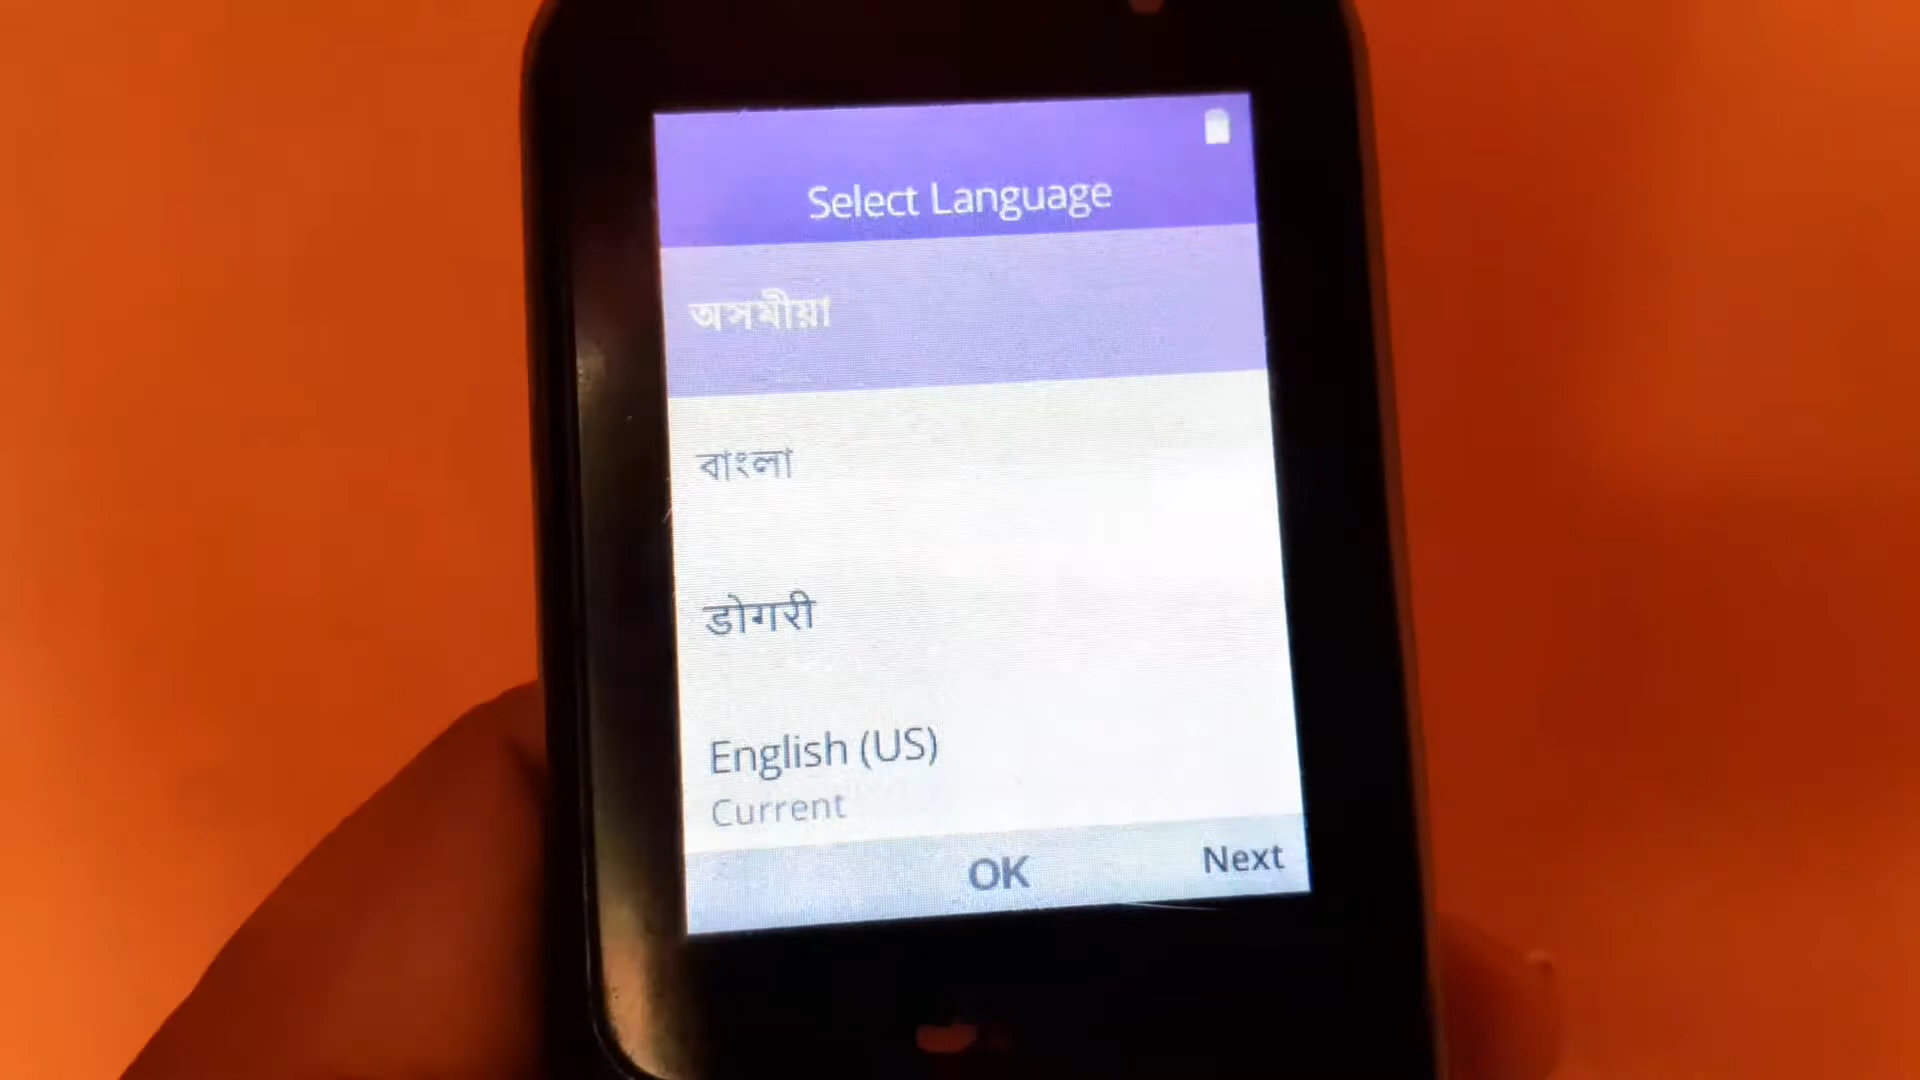 Select Language
অসমীয়া
বাংলা
डोगरी
English (US)
Current
OK
Next